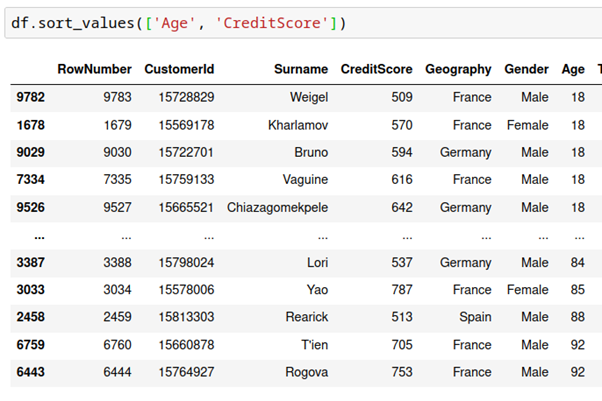 df.sort_values(['Age', 'CreditScore'])
RowNumber CustomerId Surname CreditScore Geography Gender Age
9782 9783 15728829 Weigel 509 France Male 18
1678 1679 15569178 Kharlamov 570 France Female 18
9029 9030 15722701 Bruno 594 Germany Male 18
7334 7335 15759133 Vaguine 616 France Male 18
9526 9527 15665521 Chiazagomekpele 642 Germany Male 18
... ... ... ... ... ... ... ...
3387 3388 15798024 Lori 537 Germany Male 84
3033 3034 15578006 Yao 787 France Female 85
2458 2459 15813303 Rearick 513 Spain Male 88
6759 6760 15660878 T'ien 705 France Male 92
6443 6444 15764927 Rogova 753 France Male 92